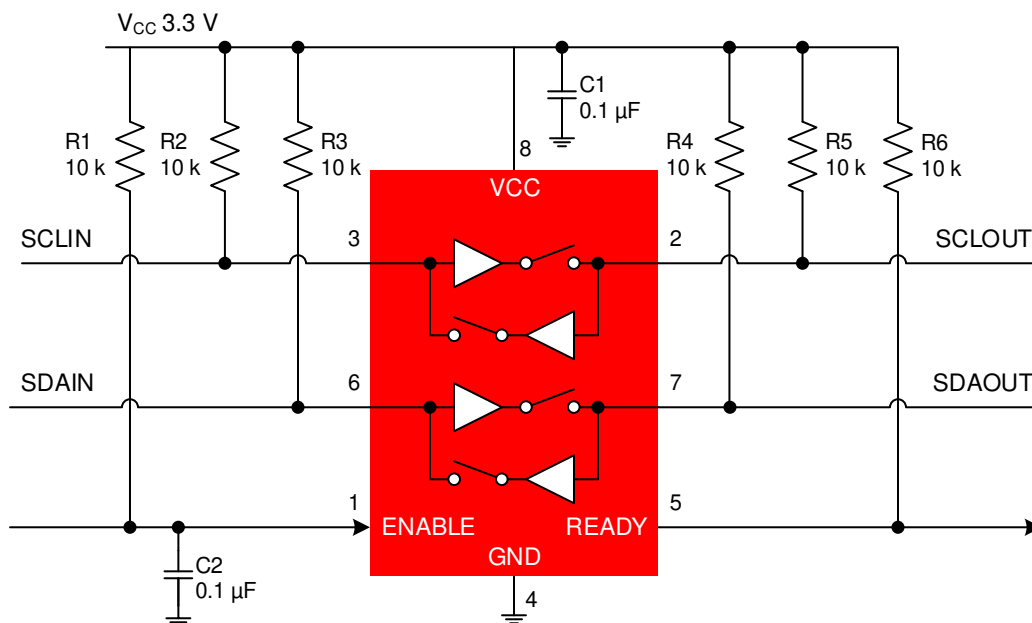 VCC 3.3 V
C1
0.1 µF
R1
10 k
R2
10 k
R3
10 k
R4
10 k
R5
10 k
R6
10 k
8
VCC
SCLIN
3
2
SCLOUT
SDAIN
6
7
SDAOUT
1
ENABLE
READY
5
GND
C2
0.1 µF
4